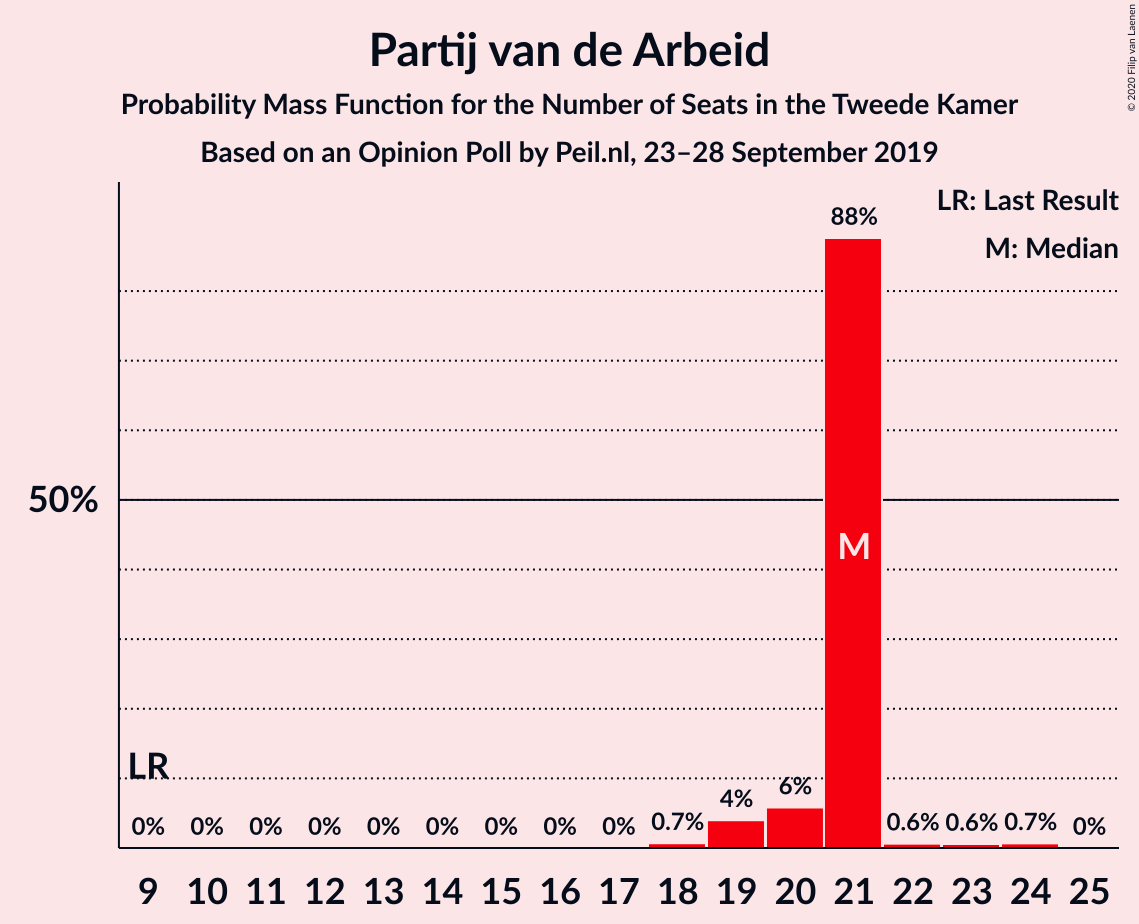 Partij van de Arbeid
Probability Mass Function for the Number of Seats in the Tweede Kamer
Based on an Opinion Poll by Peil.nl, 23–28 September 2019
© 2020 Filip van Laenen
LR: Last Result
M: Median
88%
50%
M
LR
0% 0% 0% 0% 0% 0% 0% 0% 0% 0.7% 4% 6% 0.6% 0.6% 0.7% 0%
9 10 11 12 13 14 15 16 17 18 19 20 21 22 23 24 25